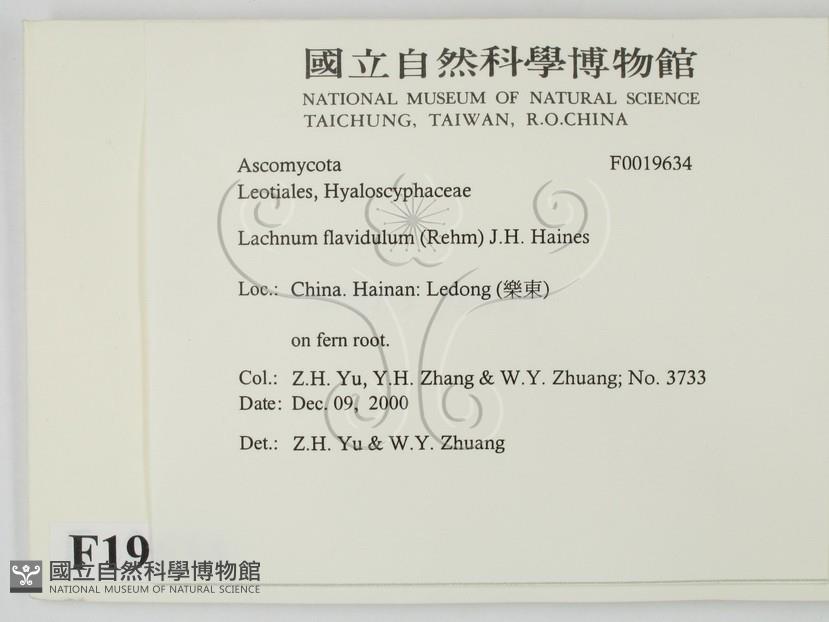 國立自然科學博物館
NATIONAL MUSEUM OF NATURAL SCIENCE
TAICHUNG, TAIWAN, R.O.CHINA
Ascomycota F0019634
Leotiales, Hyaloscyphaceae
Lachnum flavidulum (Rehm) J.H. Haines
Loc.: China. Hainan: Ledong (樂東)
on fern root.
Col.: Z.H. Yu, Y.H. Zhang & W.Y. Zhuang; No. 3733
Date: Dec. 09, 2000
Det.: Z.H. Yu & W.Y. Zhuang
F19
國立自然科學博物館
NATIONAL MUSEUM OF NATURAL SCIENCE